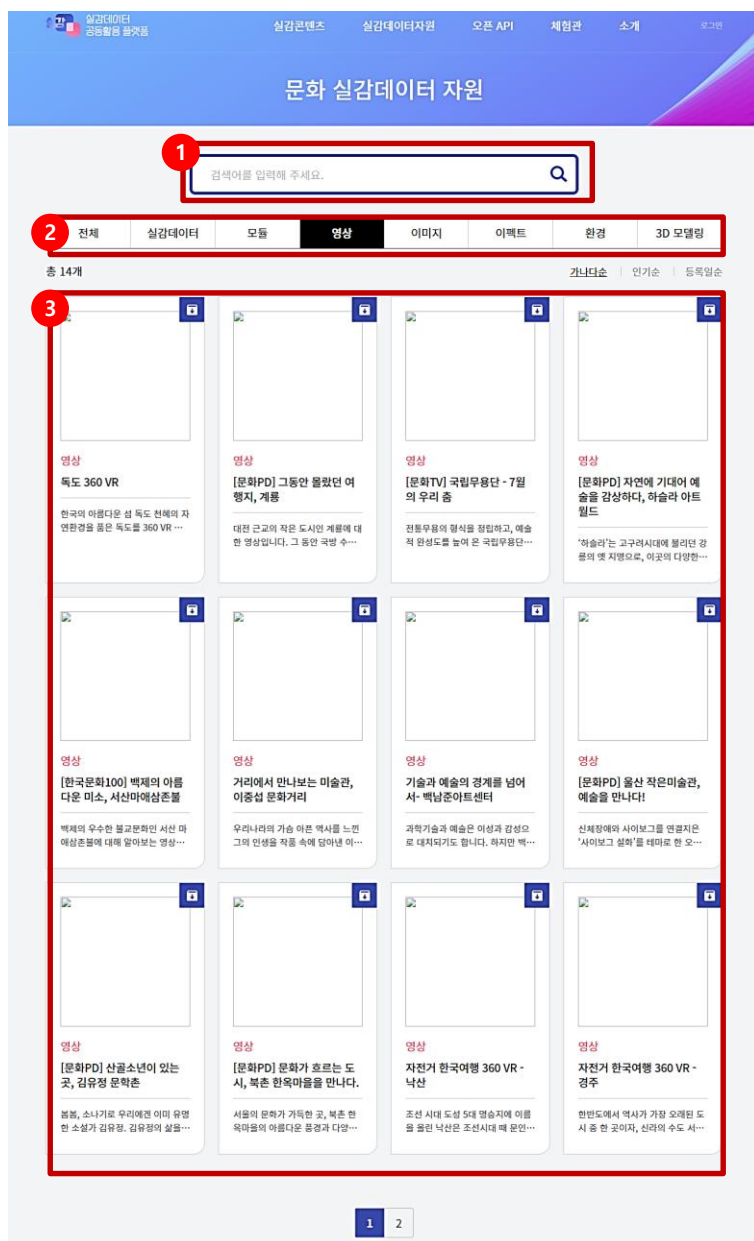 실감데이터
공동활용 플랫폼
실감콘텐츠 실감데이터자원 오픈 API 체험관 소개 로그인
문화 실감데이터 자원
1
검색어를 입력해 주세요.
2
전체 실감데이터 모듈 영상 이미지 이펙트 환경 3D 모델링
총 14개
가나다순 인기순 등록일순
3
영상
독도 360 VR
한국의 아름다운 섬 독도 천혜의 자
연환경을 품은 독도를 360 VR ⋯
영상
[문화PD] 그동안 몰랐던 여
행지, 계룡
대전 근교의 작은 도시인 계룡에 대
한 영상입니다. 그 동안 국방 수⋯
영상
[문화TV] 국립무용단 - 7월
의 우리 춤
전통무용의 형식을 정립하고, 예술
적 완성도를 높여 온 국립무용단⋯
영상
[문화PD] 자연에 기대어 예
술을 감상하다, 하슬라 아트
월드
'하슬라'는 고구려시대에 불리던 강
릉의 옛 지명으로, 이곳의 다양한⋯
영상
[한국문화100] 백제의 아름
다운 미소, 서산마애삼존불
백제의 우수한 불교문화인 서산 마
애삼존불에 대해 알아보는 영상⋯
영상
거리에서 만나보는 미술관,
이중섭 문화거리
우리나라의 가슴 아픈 역사를 느낀
그의 인생을 작품 속에 담아낸 이⋯
영상
기술과 예술의 경계를 넘어
서- 백남준아트센터
과학기술과 예술은 이성과 감성으
로 대치되기도 합니다. 하지만 백⋯
영상
[문화PD] 울산 작은미술관,
예술을 만나다!
신체장애와 사이보그를 연결지은
'사이보그 설화'를 테마로 한 오⋯
영상
[문화PD] 산골소년이 있는
곳, 김유정 문학촌
봄봄, 소나기로 우리에겐 이미 유명
한 소설가 김유정. 김유정의 삶을⋯
영상
[문화PD] 문화가 흐르는 도
시, 북촌 한옥마을을 만나다.
서울의 문화가 가득한 곳, 북촌 한
옥마을의 아름다운 풍경과 다양⋯
영상
자전거 한국여행 360 VR -
낙산
조선 시대 도성 5대 명승지에 이름
을 올린 낙산은 조선시대 때 문인⋯
영상
자전거 한국여행 360 VR -
경주
한반도에서 역사가 가장 오래된 도
시 중 한 곳이자, 신라의 수도 서⋯
1 2